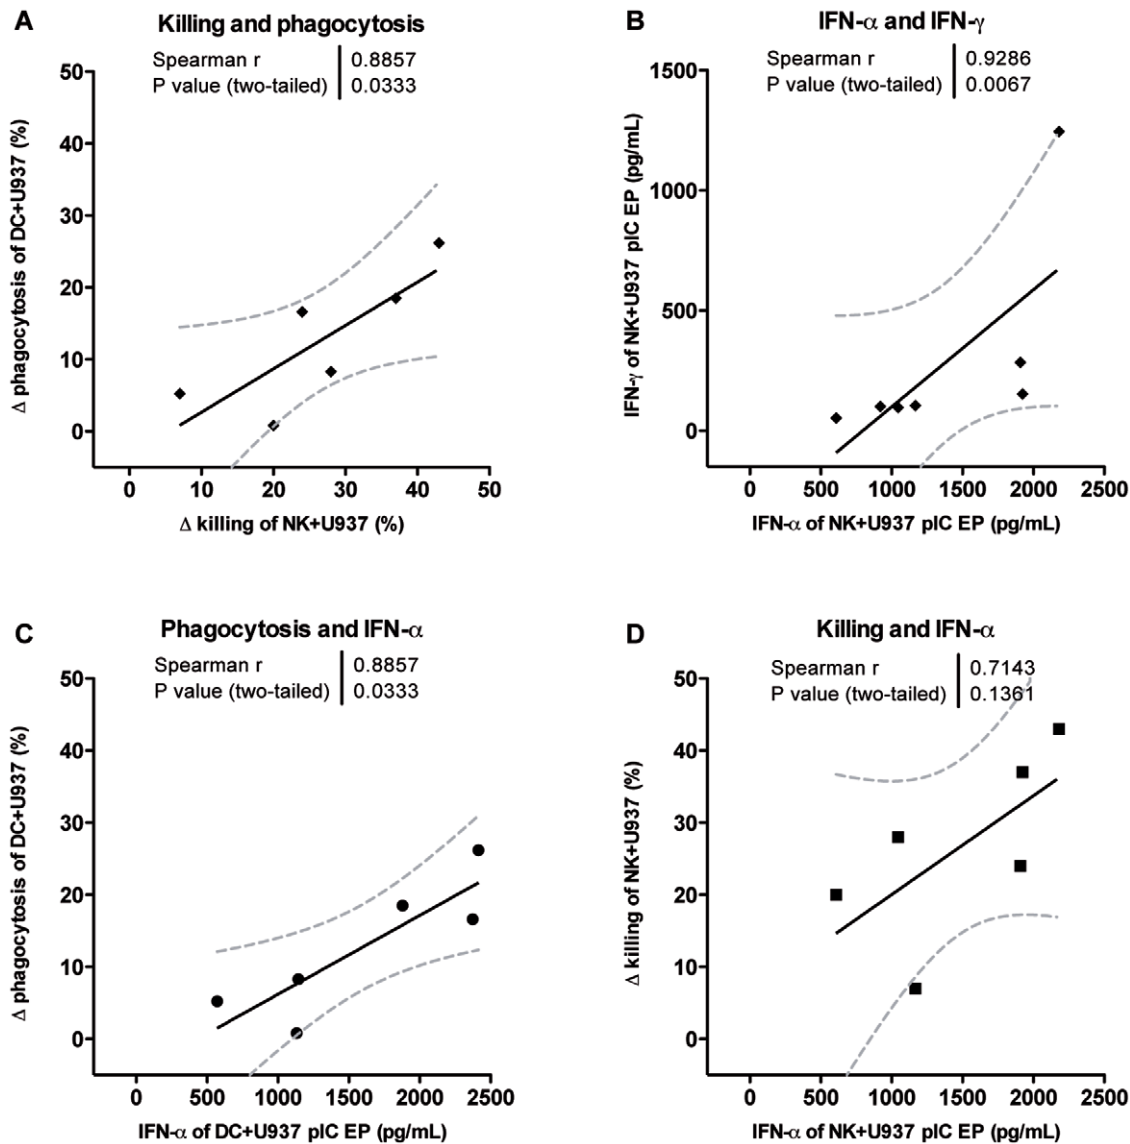 A
Killing and phagocytosis
Spearman r 0.8857
P value (two-tailed) 0.0333
Δ phagocytosis of DC+U937 (%)
50
40
30
20
10
0
0 10 20 30 40 50
Δ killing of NK+U937 (%)
B
IFN-α and IFN-γ
Spearman r 0.9286
P value (two-tailed) 0.0067
IFN-γ of NK+U937 pIC EP (pg/mL)
1500
1000
500
0
0 500 1000 1500 2000 2500
IFN-α of NK+U937 pIC EP (pg/mL)
C
Phagocytosis and IFN-α
Spearman r 0.8857
P value (two-tailed) 0.0333
Δ phagocytosis of DC+U937 (%)
50
40
30
20
10
0
0 500 1000 1500 2000 2500
IFN-α of DC+U937 pIC EP (pg/mL)
D
Killing and IFN-α
Spearman r 0.7143
P value (two-tailed) 0.1361
Δ killing of NK+U937 (%)
50
40
30
20
10
0
0 500 1000 1500 2000 2500
IFN-α of NK+U937 pIC EP (pg/mL)